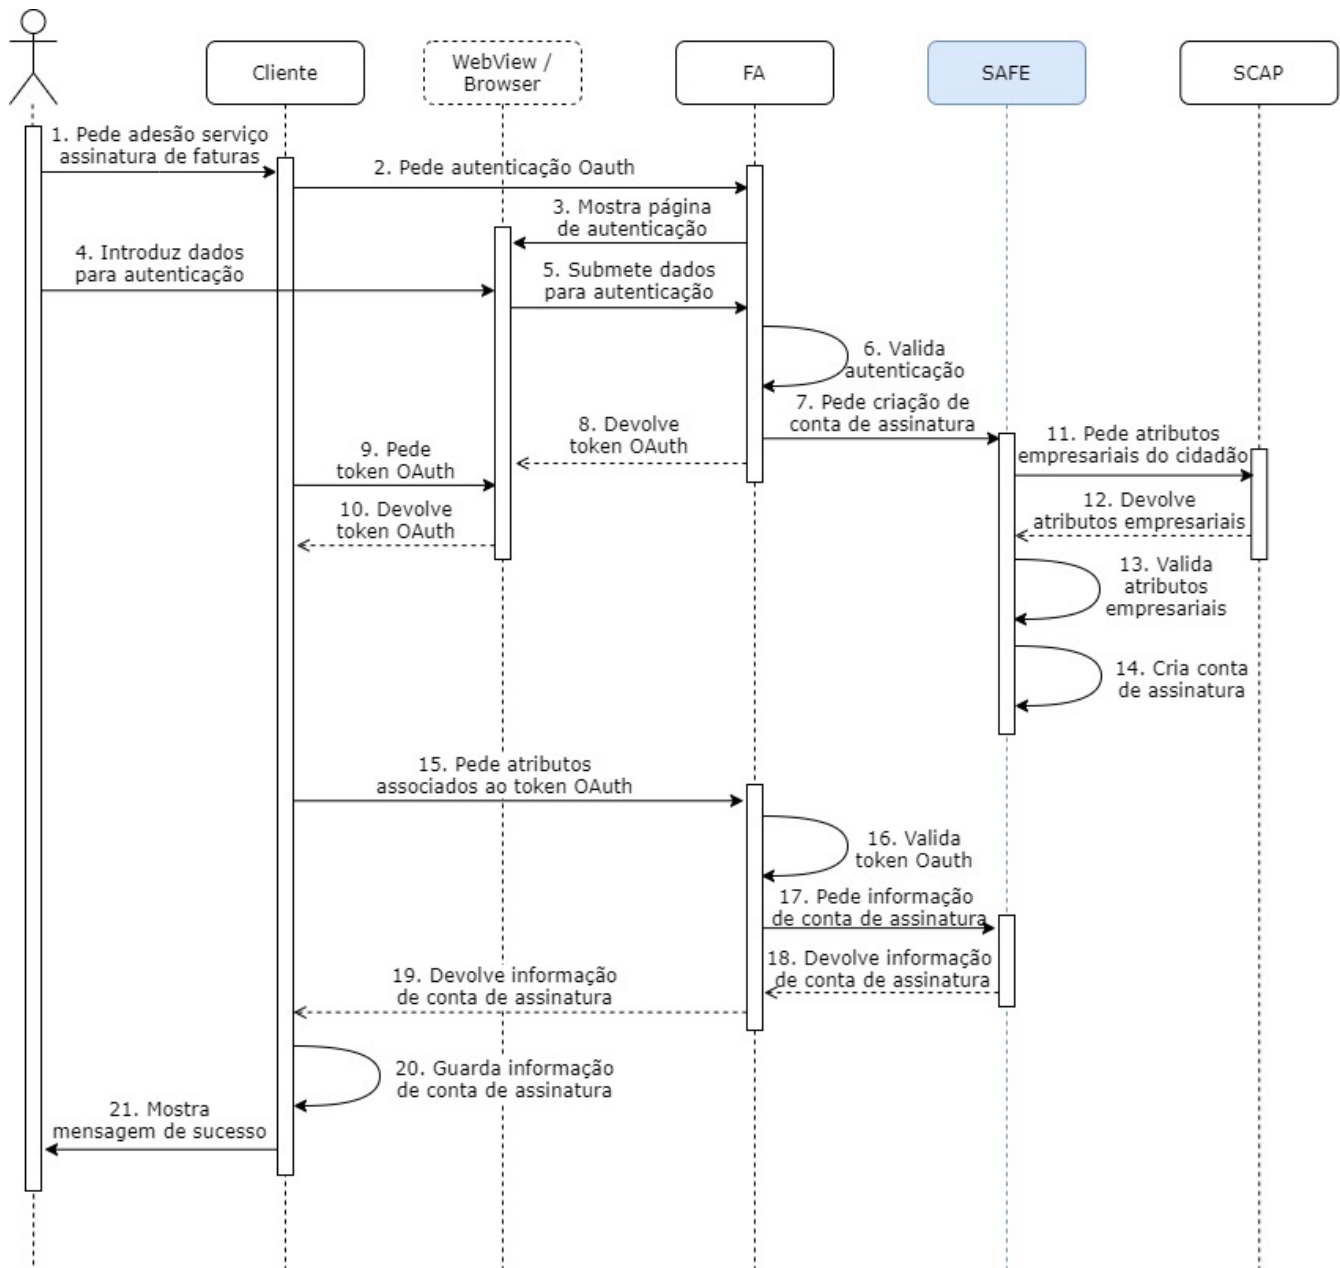 Cliente
WebView /
Browser
FA
SAFE
SCAP
1. Pede adesão serviço
assinatura de faturas
2. Pede autenticação Oauth
3. Mostra página
de autenticação
4. Introduz dados
para autenticação
5. Submete dados
para autenticação
6. Valida
autenticação
7. Pede criação de
conta de assinatura
8. Devolve
token OAuth
9. Pede
token OAuth
10. Devolve
token OAuth
11. Pede atributos
empresariais do cidadão
12. Devolve
atributos empresariais
13. Valida
atributos
empresariais
14. Cria conta
de assinatura
15. Pede atributos
associados ao token OAuth
16. Valida
token Oauth
17. Pede informação
de conta de assinatura
18. Devolve informação
de conta de assinatura
19. Devolve informação
de conta de assinatura
20. Guarda informação
de conta de assinatura
21. Mostra
mensagem de sucesso